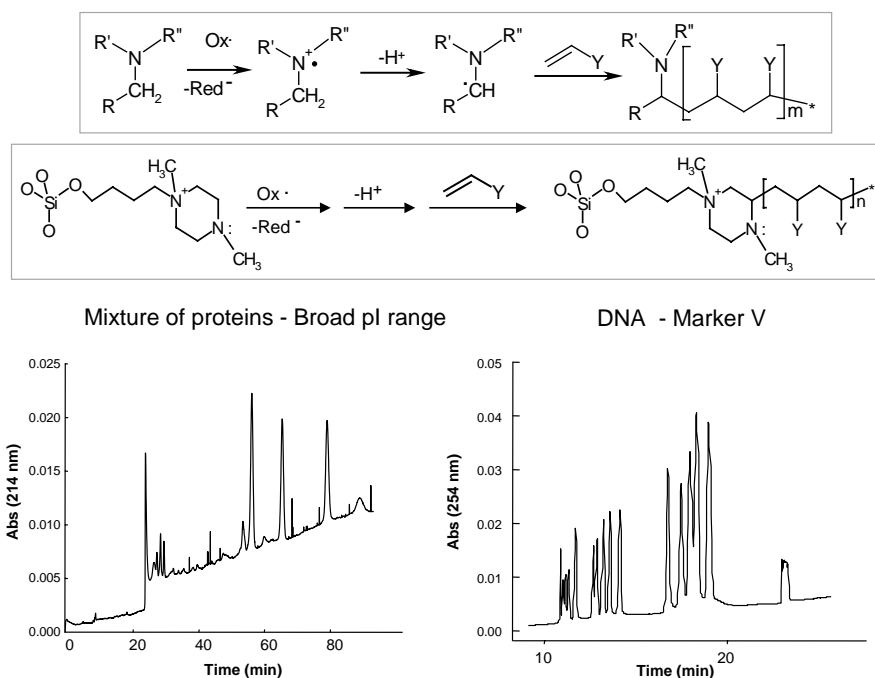 R' R" Ox· R' R" R' R" R' R" Y Y
N -Red⁻ N⁺· -H⁺ N Y N
R CH₂ R CH₂ R ·CH R m *
O O O Si O H₃C N⁺ N: CH₃ Ox · -Red⁻ -H⁺ Y O O O Si O H₃C N⁺ N: CH₃ Y Y n *
Mixture of proteins - Broad pI range
Abs (214 nm)
0.025
0.020
0.015
0.010
0.005
0.000
0 20 40 60 80
Time (min)
DNA - Marker V
Abs (254 nm)
0.05
0.04
0.03
0.02
0.01
0.00
10 20
Time (min)